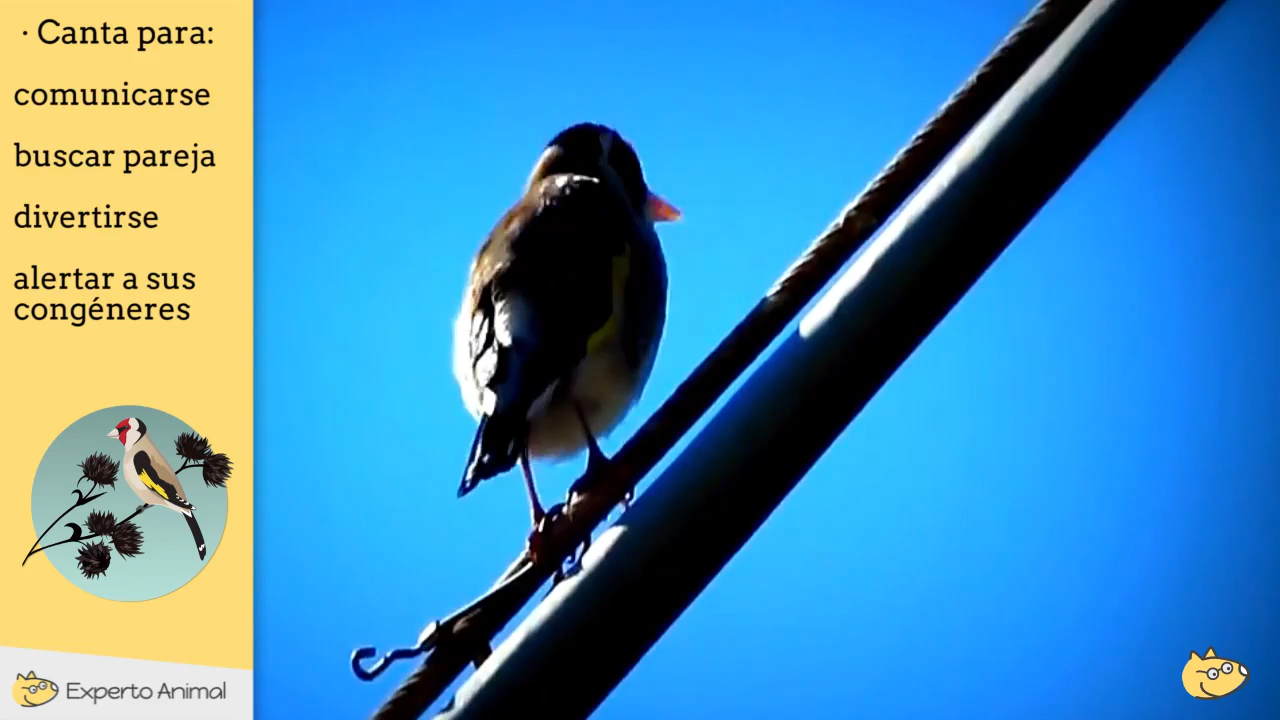 · Canta para:
comunicarse
buscar pareja
divertirse
alertar a sus
congéneres
Experto Animal